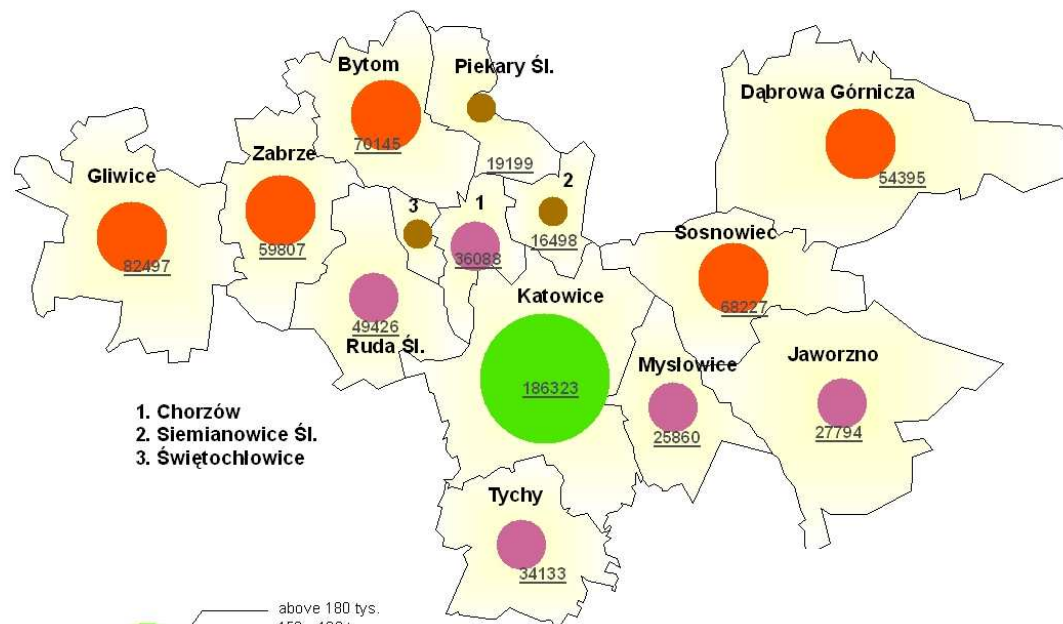 Bytom
Piekary Śl.
Dąbrowa Górnicza
70145
Zabrze
19199
2
54395
Gliwice
3
1
Sosnowiec
82497
59807
36088
16498
Katowice
68227
49426
Ruda Śl.
Mysłowice
Jaworzno
186323
1. Chorzów
2. Siemianowice Śl.
3. Świętochłowice
25860
27794
Tychy
34133
above 180 tys.